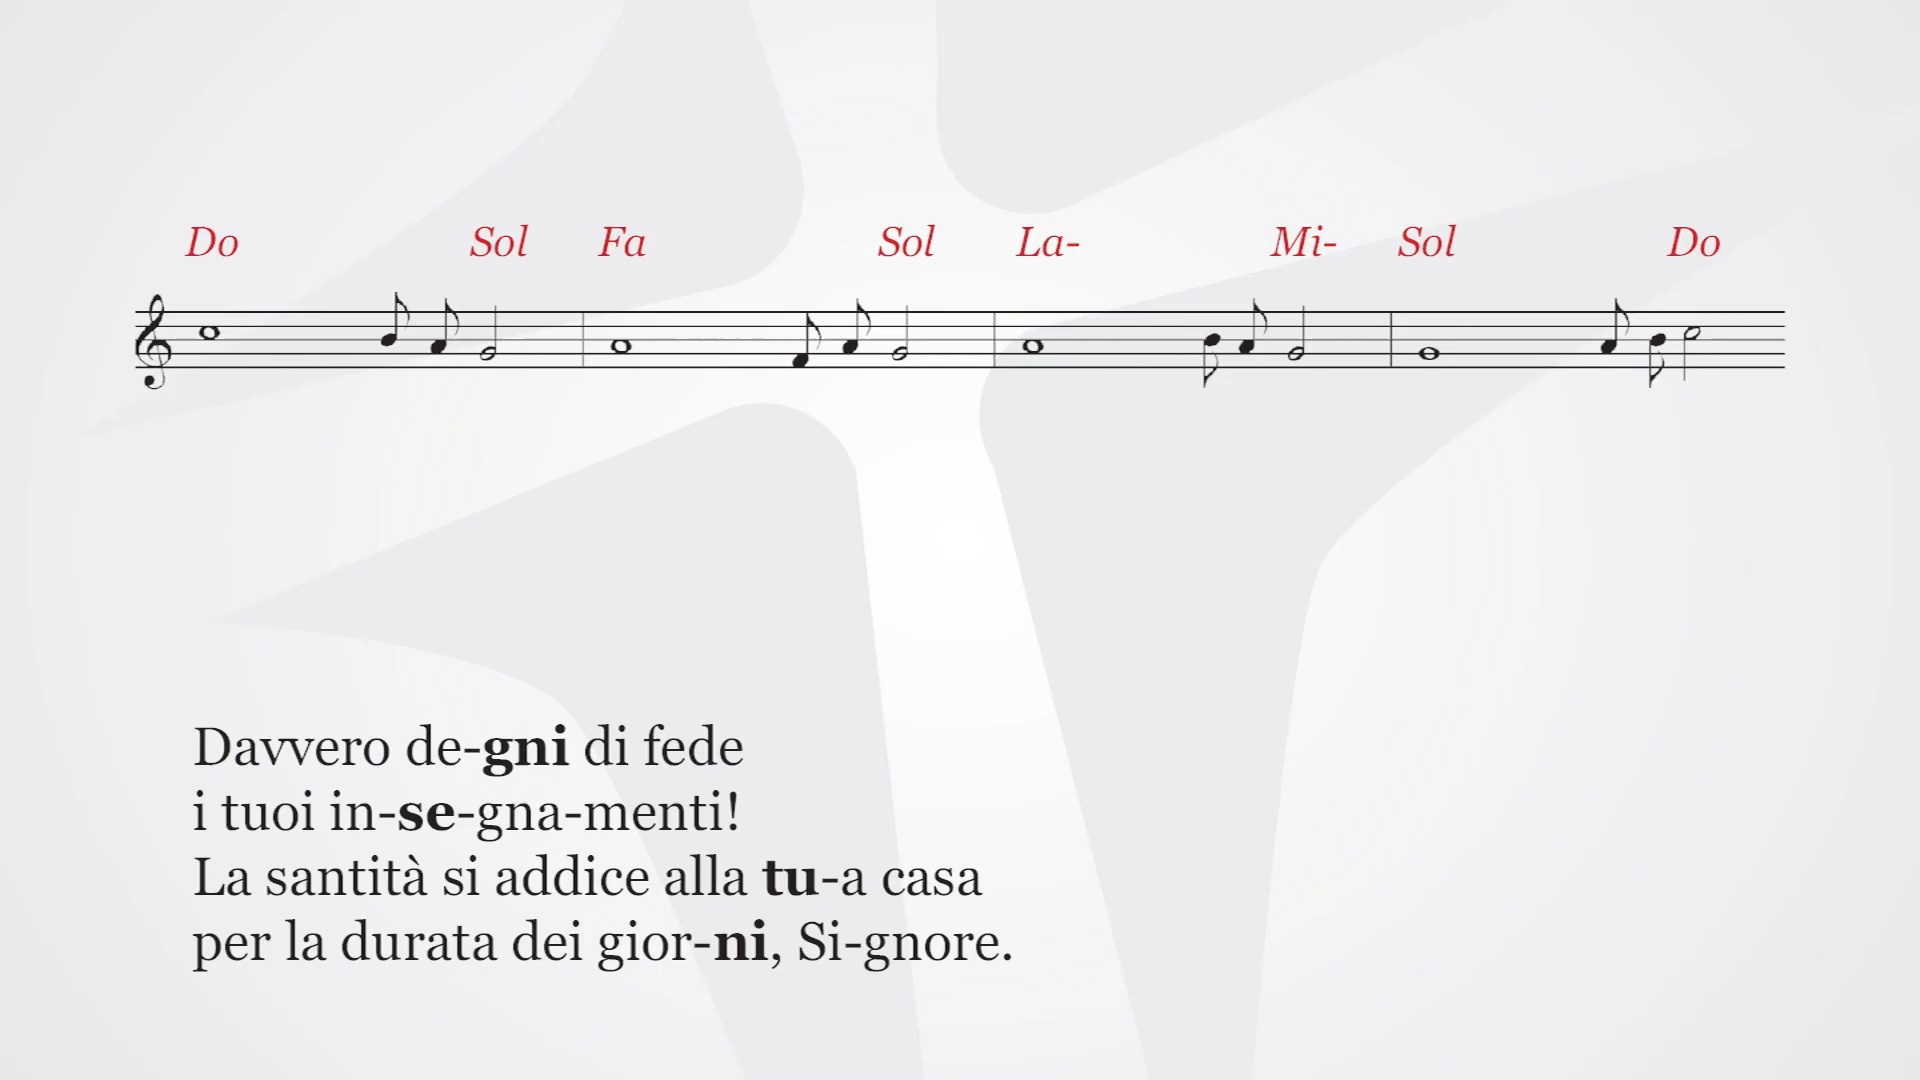 Do Sol Fa Sol La- Mi- Sol Do
Davvero de-gni di fede
i tuoi in-se-gna-menti!
La santità si addice alla tu-a casa
per la durata dei gior-ni, Si-gnore.